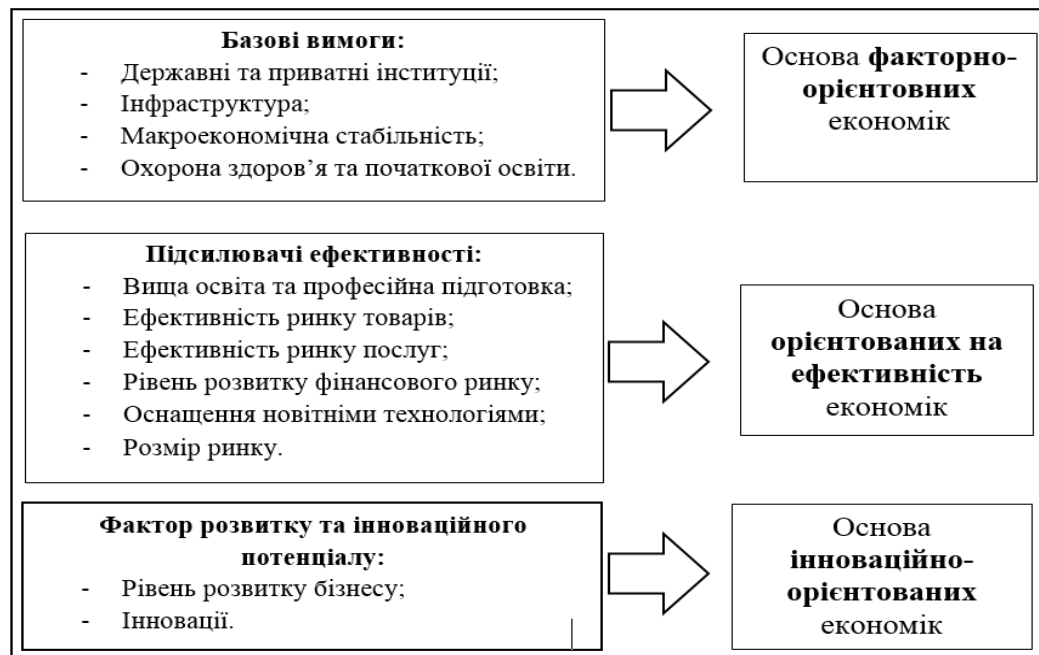 Базові вимоги:
- Державні та приватні інституції;
- Інфраструктура;
- Макроекономічна стабільність;
- Охорона здоров’я та початкової освіти.
Основа факторно-
орієнтовних
економік
Підсилювачі ефективності:
- Вища освіта та професійна підготовка;
- Ефективність ринку товарів;
- Ефективність ринку послуг;
- Рівень розвитку фінансового ринку;
- Оснащення новітніми технологіями;
- Розмір ринку.
Основа
орієнтованих на
ефективність
економік
Фактор розвитку та інноваційного
потенціалу:
- Рівень розвитку бізнесу;
- Інновації.
Основа
інноваційно-
орієнтованих
економік